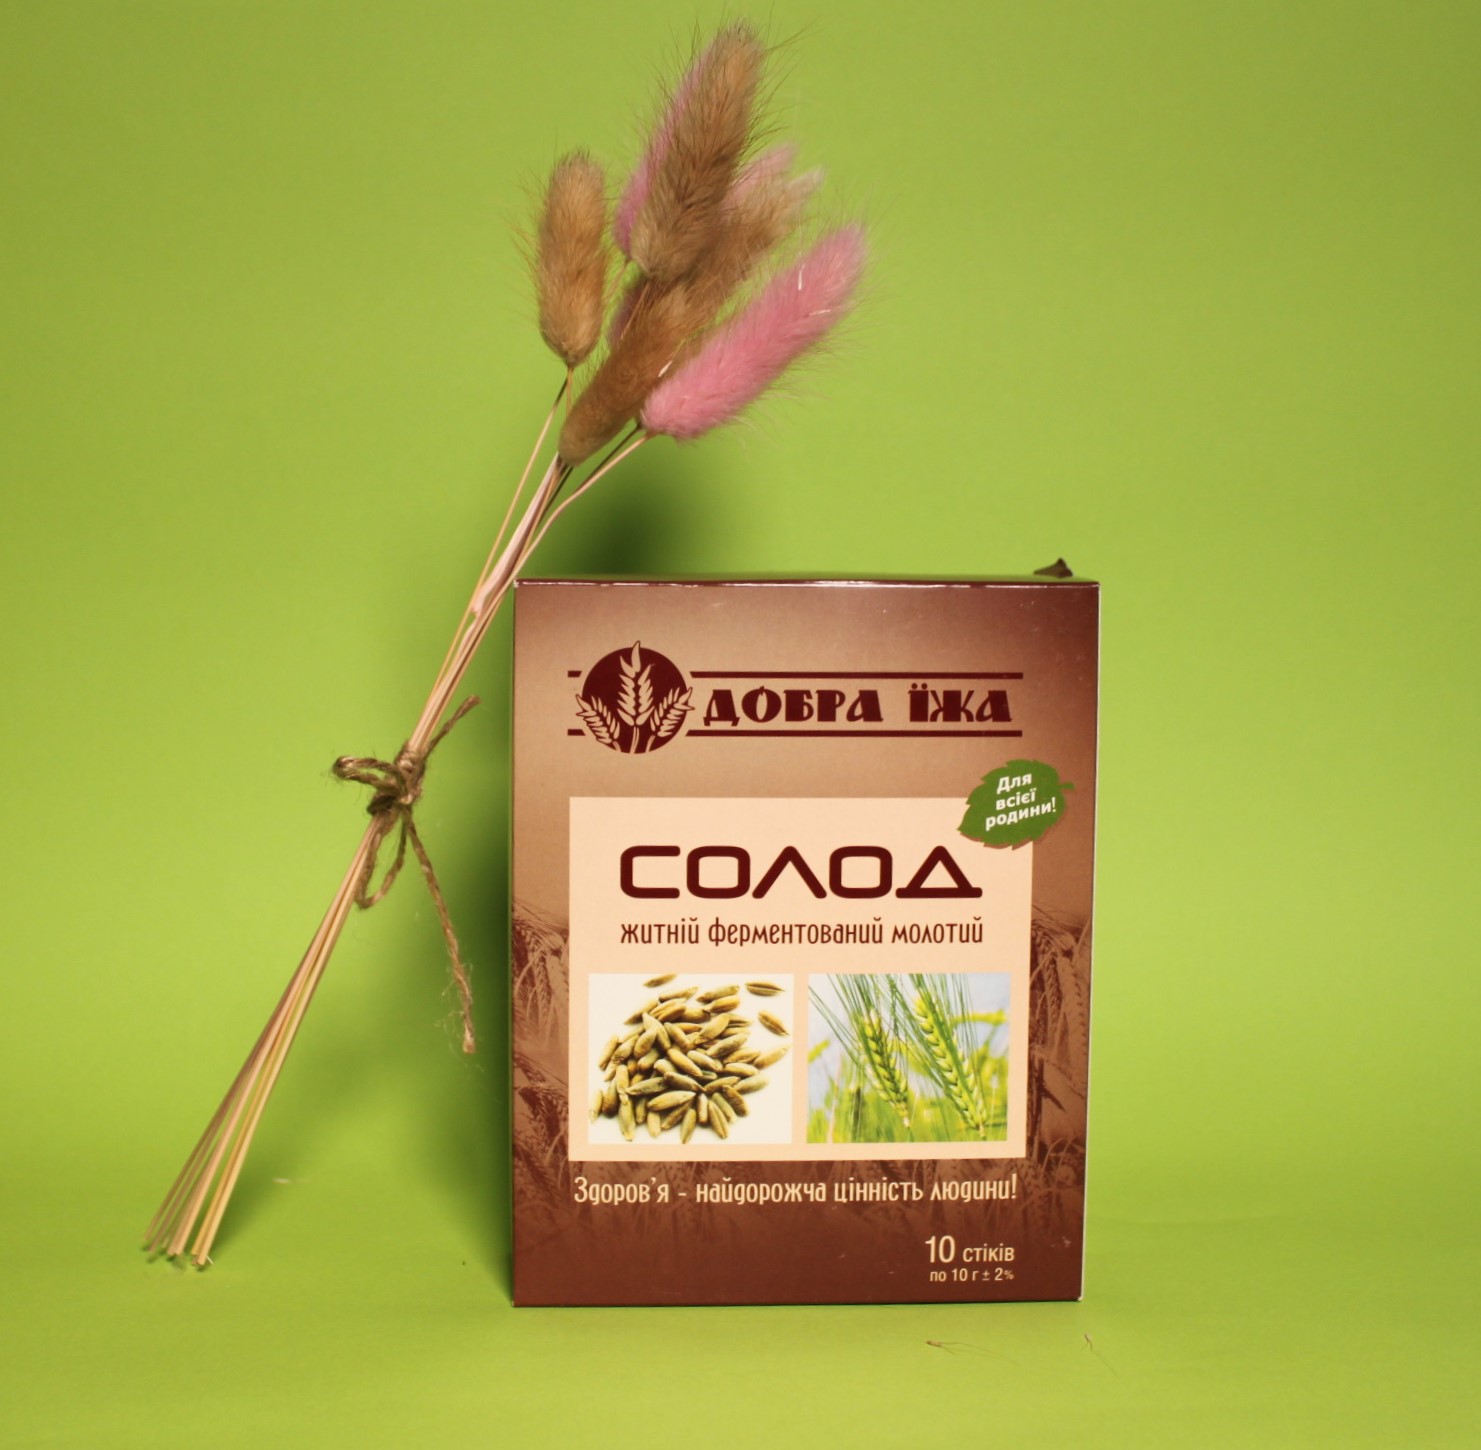 ДОБРА ЇЖА
Для
всієї
родини!
СОЛОД
житній ферментований молотий
Здоров'я - найдорожча цінність людини!
10 стіків
по 10 г ± 2%